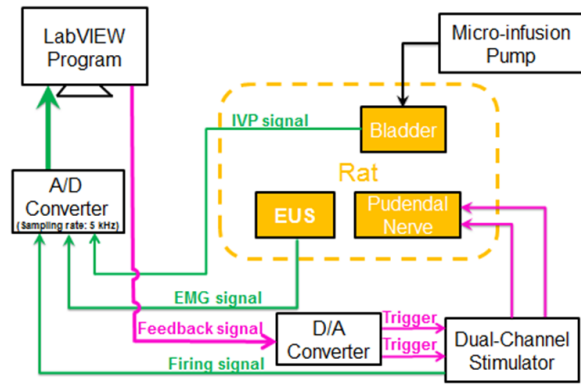 LabVIEW
Program
Micro-infusion
Pump
IVP signal
Bladder
Rat
A/D
Converter
(Sampling rate: 5 kHz)
EUS
Pudendal
Nerve
EMG signal
Feedback signal
D/A
Converter
Trigger
Trigger
Dual-Channel
Stimulator
Firing signal